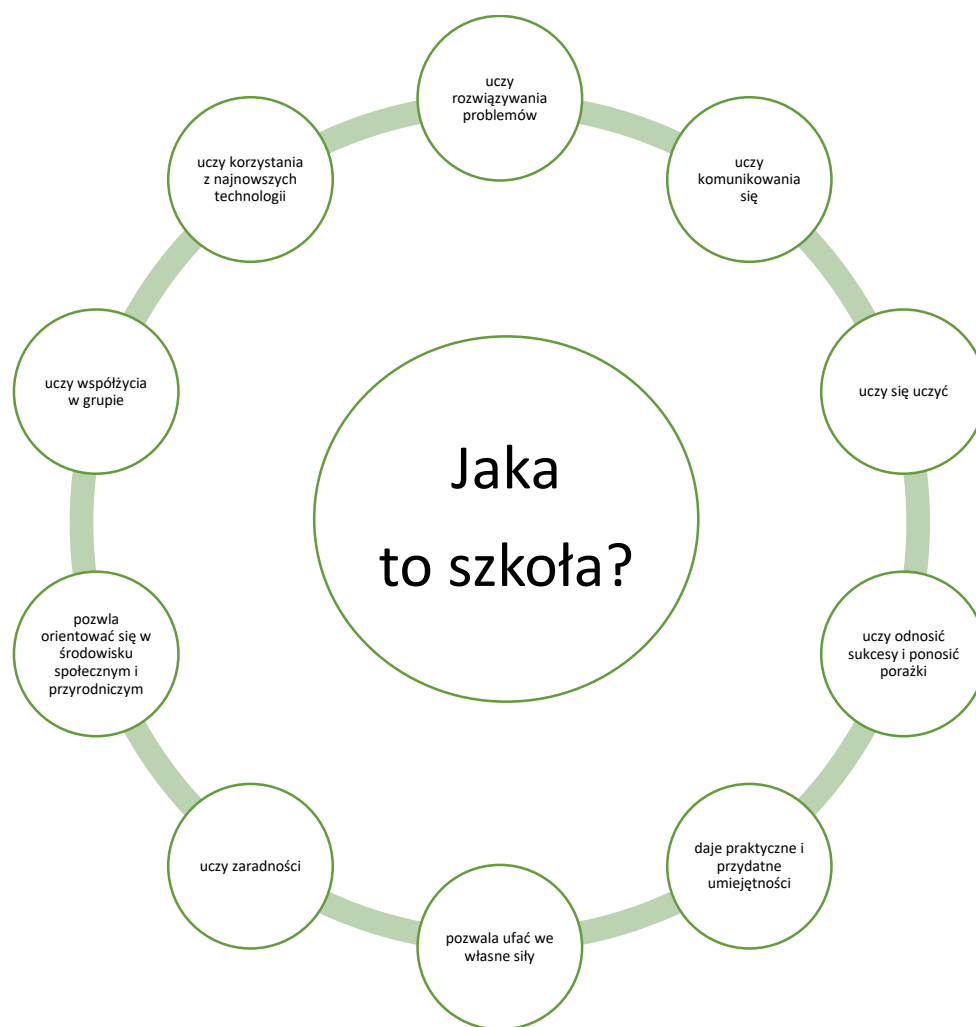 uczy
rozwiązywania
problemów
uczy
komunikowania
się
uczy się uczyć
uczy odnosić
sukcesy i ponosić
porażki
daje praktyczne i
przydatne
umiejętności
pozwala ufać we
własne siły
uczy zaradności
pozwla
orientować się w
środowisku
społecznym i
przyrodniczym
uczy współżycia
w grupie
uczy korzystania
z najnowszych
technologii
Jaka
to szkoła?